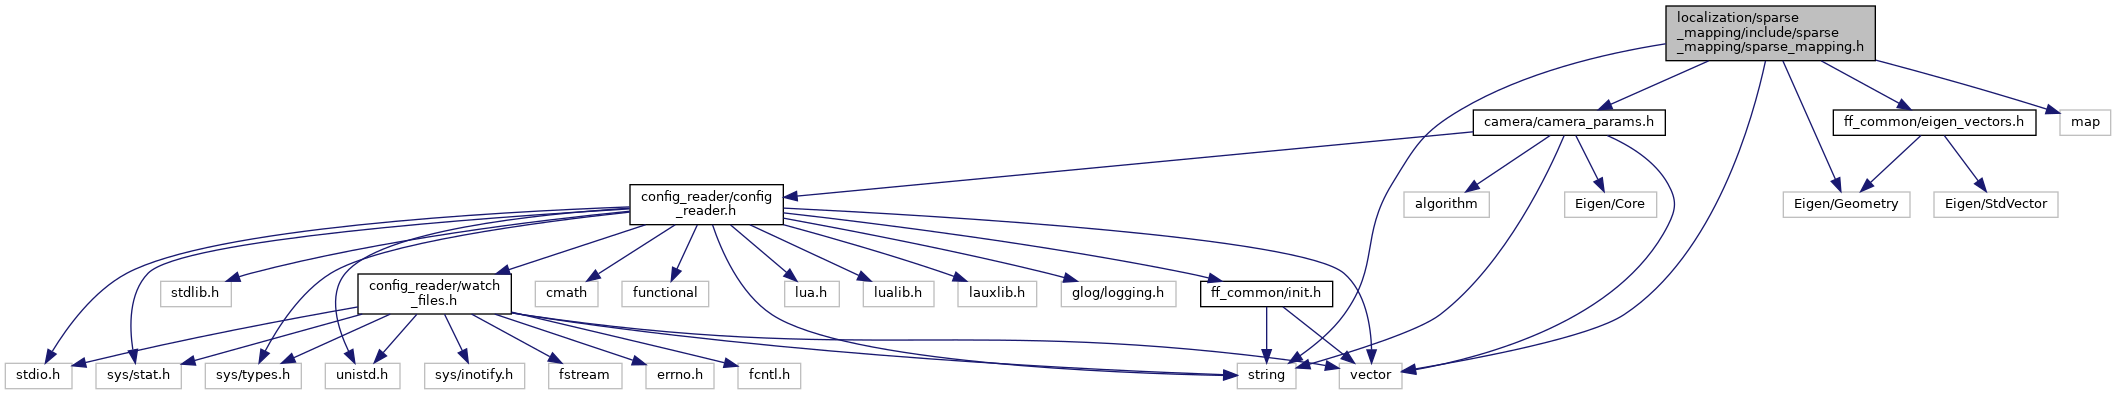 localization/sparse
_mapping/include/sparse
_mapping/sparse_mapping.h
camera/camera_params.h
ff_common/eigen_vectors.h
map
config_reader/config
_reader.h
algorithm
Eigen/Core
Eigen/Geometry
Eigen/StdVector
stdlib.h
config_reader/watch
_files.h
cmath
functional
lua.h
lualib.h
lauxlib.h
glog/logging.h
ff_common/init.h
stdio.h
sys/stat.h
sys/types.h
unistd.h
sys/inotify.h
fstream
errno.h
fcntl.h
string
vector